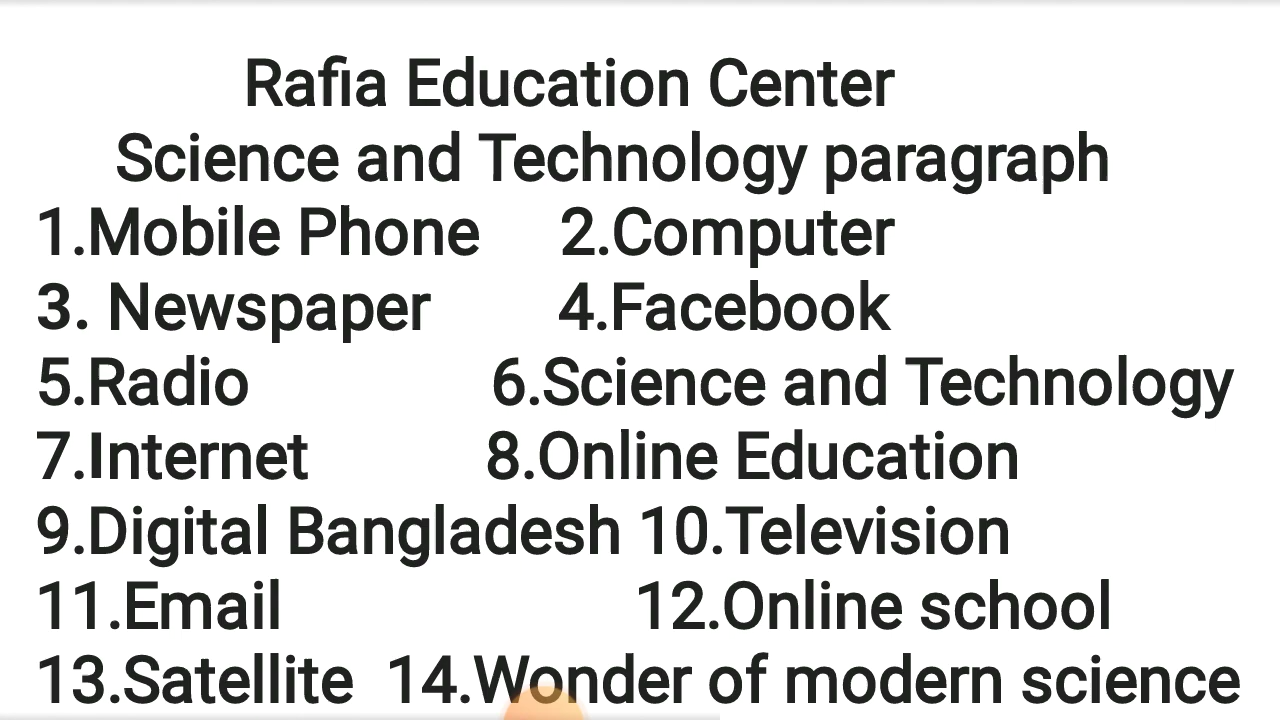 Rafia Education Center
Science and Technology paragraph
1.Mobile Phone 2.Computer
3. Newspaper 4.Facebook
5.Radio 6.Science and Technology
7.Internet 8.Online Education
9.Digital Bangladesh 10.Television
11.Email 12.Online school
13.Satellite 14.Wonder of modern science